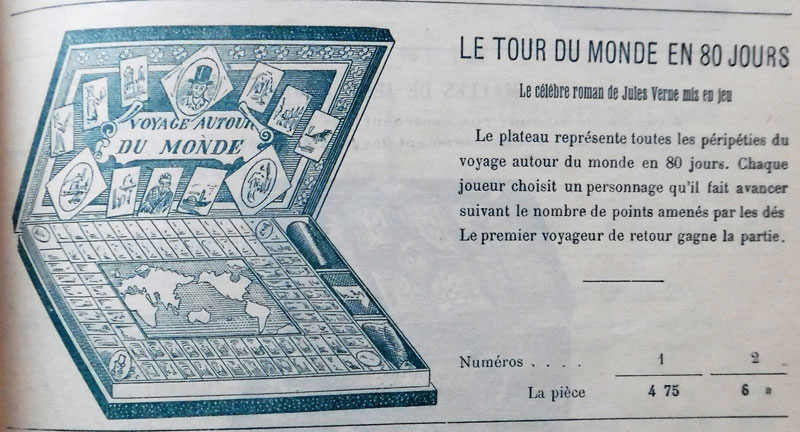 VOYAGE AUTOUR
DU MONDE
LE TOUR DU MONDE EN 80 JOURS
Le célèbre roman de Jules Verne mis en jeu
Le plateau représente toutes les péripéties du
voyage autour du monde en 80 jours. Chaque
joueur choisit un personnage qu'il fait avancer
suivant le nombre de points amenés par les dés
Le premier voyageur de retour gagne la partie.
Numéros . . . . 1 2
La pièce 4 75 6 »